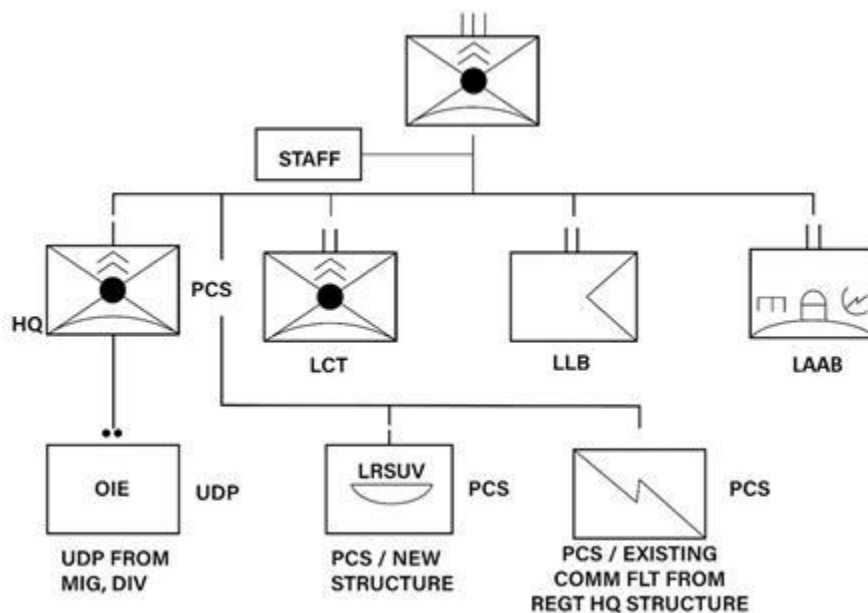 STAFF
HQ
PCS
LCT
LLB
LAAB
OIE
UDP
LRSUV
PCS
PCS
UDP FROM
MIG, DIV
PCS / NEW
STRUCTURE
PCS / EXISTING
COMM FLT FROM
REGT HQ STRUCTURE